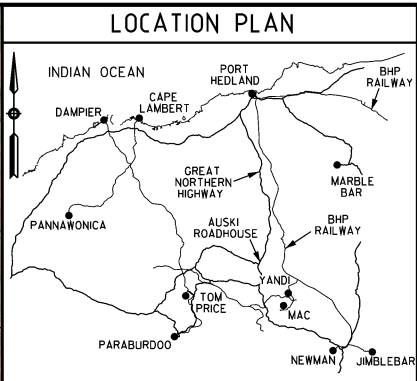 LOCATION PLAN
INDIAN OCEAN
PORT
HEDLAND
BHP
RAILWAY
CAPE
LAMBERT
DAMPIER
GREAT
NORTHERN
HIGHWAY
MARBLE
BAR
PANNAWONICA
AUSKI
ROADHOUSE
BHP
RAILWAY
YANDI
TOM
PRICE
MAC
PARABURDOO
NEWMAN
JIMBLEBAR